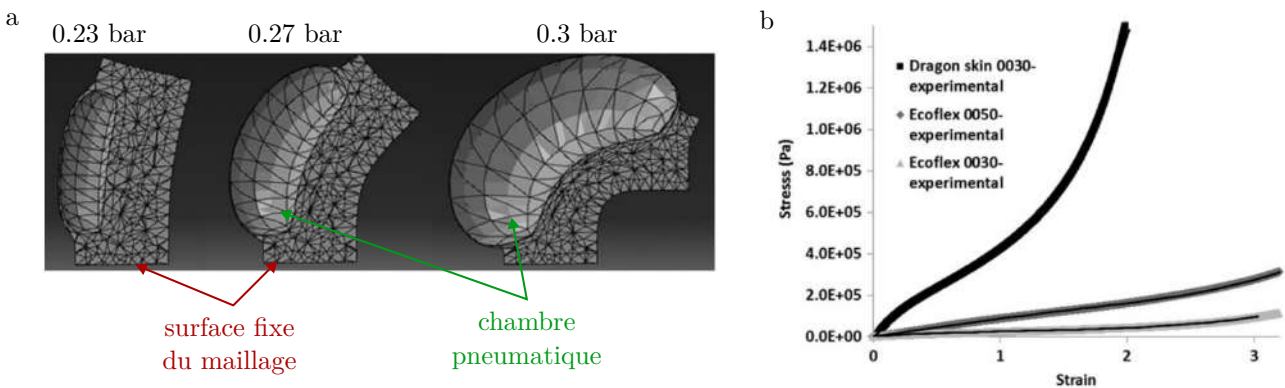 a
0.23 bar
0.27 bar
0.3 bar
surface fixe
du maillage
chambre
pneumatique
b
1.4E+06
1.2E+06
1.0E+06
8.0E+05
6.0E+05
4.0E+05
2.0E+05
0.0E+00
Stresss (Pa)
Dragon skin 0030-
experimental
Ecoflex 0050-
experimental
Ecoflex 0030-
experimental
0
1
2
3
Strain